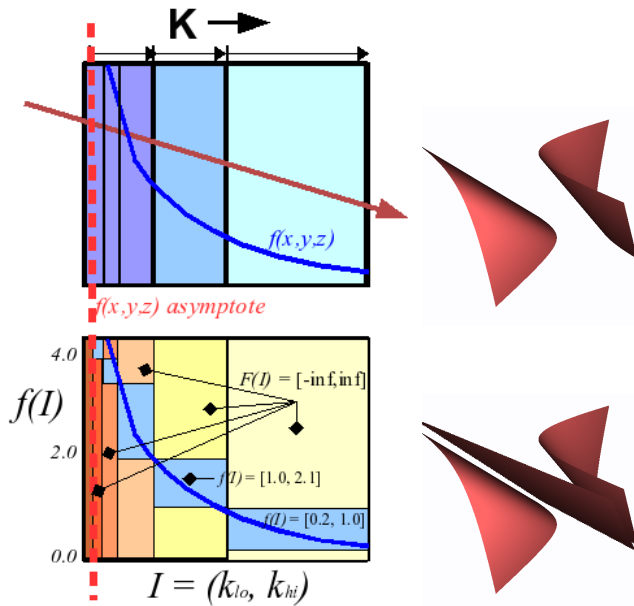 K
f(x,y,z)
f(x,y,z) asymptote
4.0
F(I) = [-inf,inf]
f(I)
2.0
f(I) = [1.0, 2.1]
f(I) = [0.2, 1.0]
0.0
I = (klo, khi)